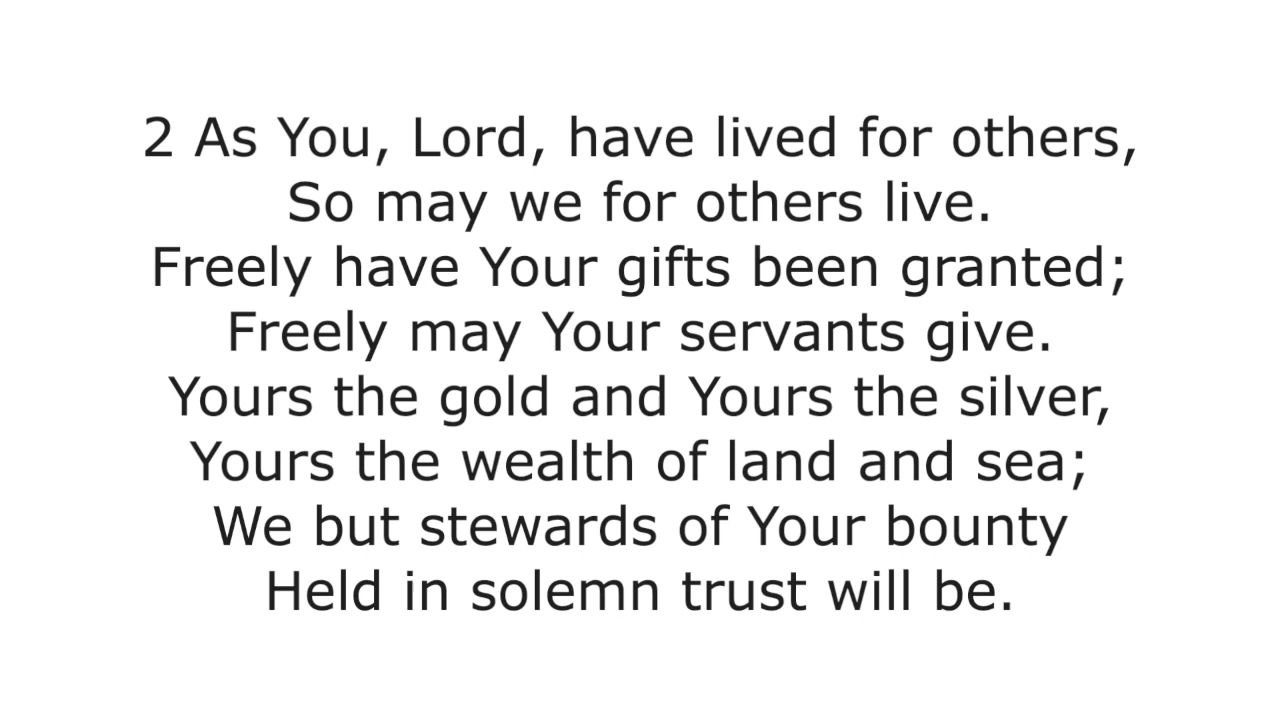 2 As You, Lord, have lived for others,
So may we for others live.
Freely have Your gifts been granted;
Freely may Your servants give.
Yours the gold and Yours the silver,
Yours the wealth of land and sea;
We but stewards of Your bounty
Held in solemn trust will be.